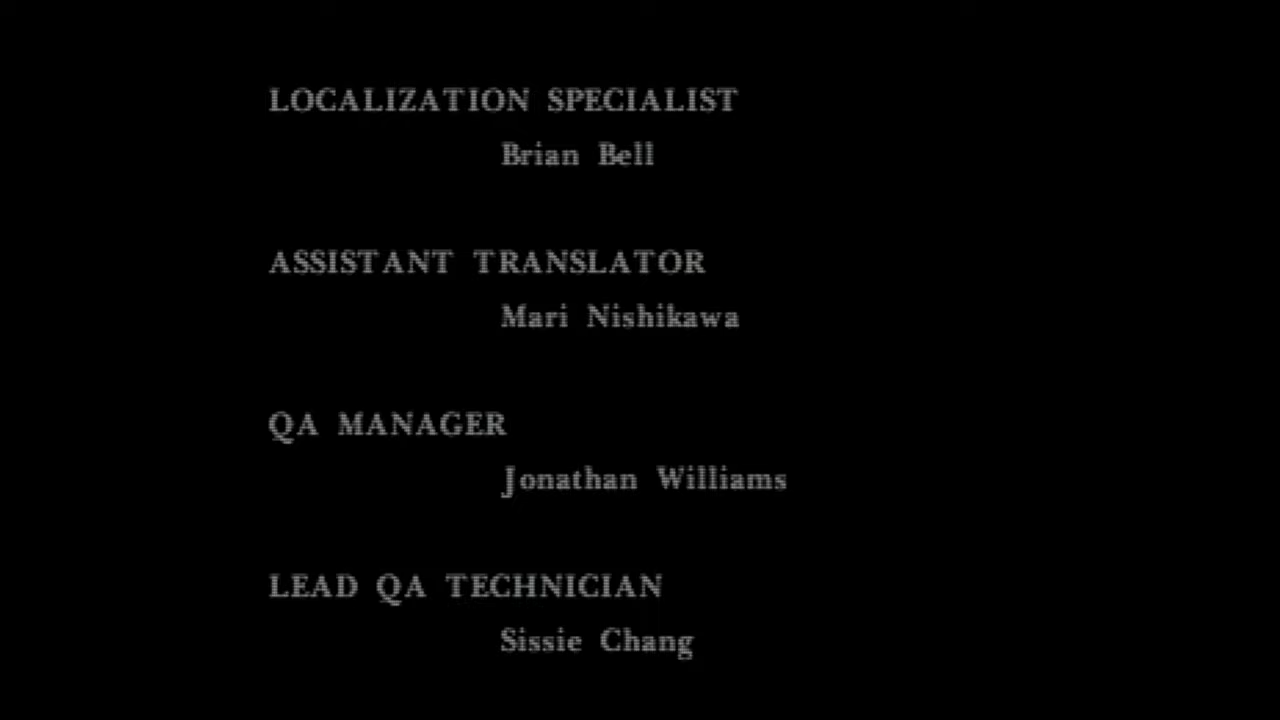 LOCALIZATION SPECIALIST
Brian Bell
ASSISTANT TRANSLATOR
Mari Nishikawa
QA MANAGER
Jonathan Williams
LEAD QA TECHNICIAN
Sissie Chang